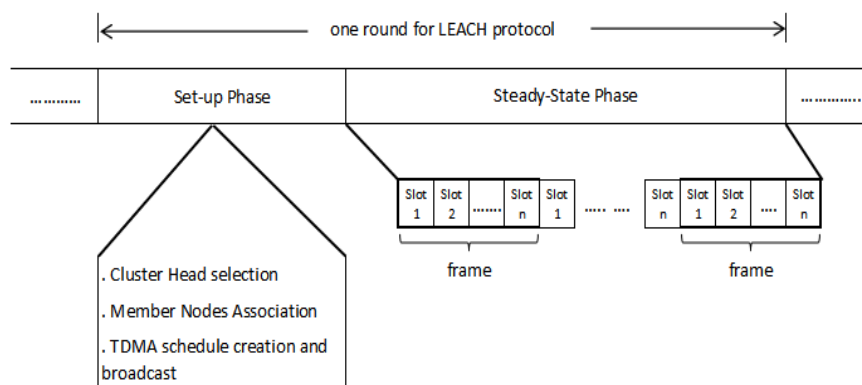 one round for LEACH protocol
............ Set-up Phase Steady-State Phase ..............
Slot 1 Slot 2 ....... Slot n Slot 1 ..... .... Slot n Slot 1 Slot 2 .... Slot n
frame frame
. Cluster Head selection
. Member Nodes Association
. TDMA schedule creation and
broadcast